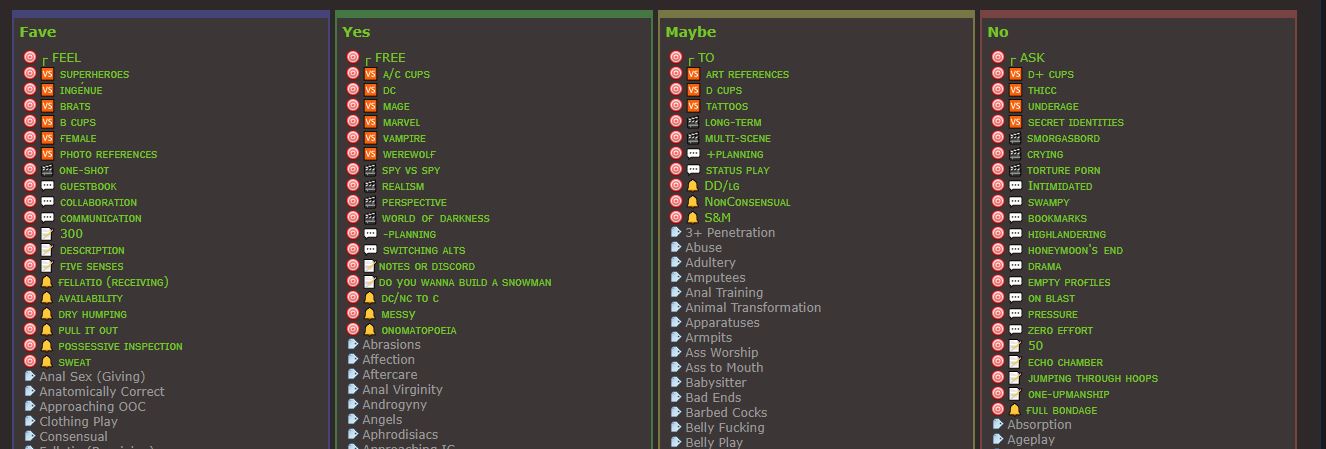 Fave
┌ FEEL
VS SUPERHEROES
VS INGÉNUE
VS BRATS
VS B CUPS
VS FEMALE
VS PHOTO REFERENCES
ONE-SHOT
GUESTBOOK
COLLABORATION
COMMUNICATION
300
DESCRIPTION
FIVE SENSES
FELLATIO (RECEIVING)
AVAILABILITY
DRY HUMPING
PULL IT OUT
POSSESSIVE INSPECTION
SWEAT
Anal Sex (Giving)
Anatomically Correct
Approaching OOC
Clothing Play
Consensual
Yes
┌ FREE
VS A/C CUPS
VS DC
VS MAGE
VS MARVEL
VS VAMPIRE
VS WEREWOLF
SPY VS SPY
REALISM
PERSPECTIVE
WORLD OF DARKNESS
-PLANNING
SWITCHING ALTS
NOTES OR DISCORD
DO YOU WANNA BUILD A SNOWMAN
DC/NC TO C
MESSY
ONOMATOPOEIA
Abrasions
Affection
Aftercare
Anal Virginity
Androgyny
Angels
Aphrodisiacs
Approaching IC
Maybe
┌ TO
VS ART REFERENCES
VS D CUPS
VS TATTOOS
LONG-TERM
MULTI-SCENE
+PLANNING
STATUS PLAY
DD/LG
NONCONSENSUAL
S&M
3+ Penetration
Abuse
Adultery
Amputees
Anal Training
Animal Transformation
Apparatuses
Armpits
Ass Worship
Ass to Mouth
Babysitter
Bad Ends
Barbed Cocks
Belly Fucking
Belly Play
No
┌ ASK
VS D+ CUPS
VS THICC
VS UNDERAGE
VS SECRET IDENTITIES
SMORGASBORD
CRYING
TORTURE PORN
INTIMIDATED
SWAMPY
BOOKMARKS
HIGHLANDERING
HONEYMOON'S END
DRAMA
EMPTY PROFILES
ON BLAST
PRESSURE
ZERO EFFORT
50
ECHO CHAMBER
JUMPING THROUGH HOOPS
ONE-UPMANSHIP
FULL BONDAGE
Absorption
Ageplay